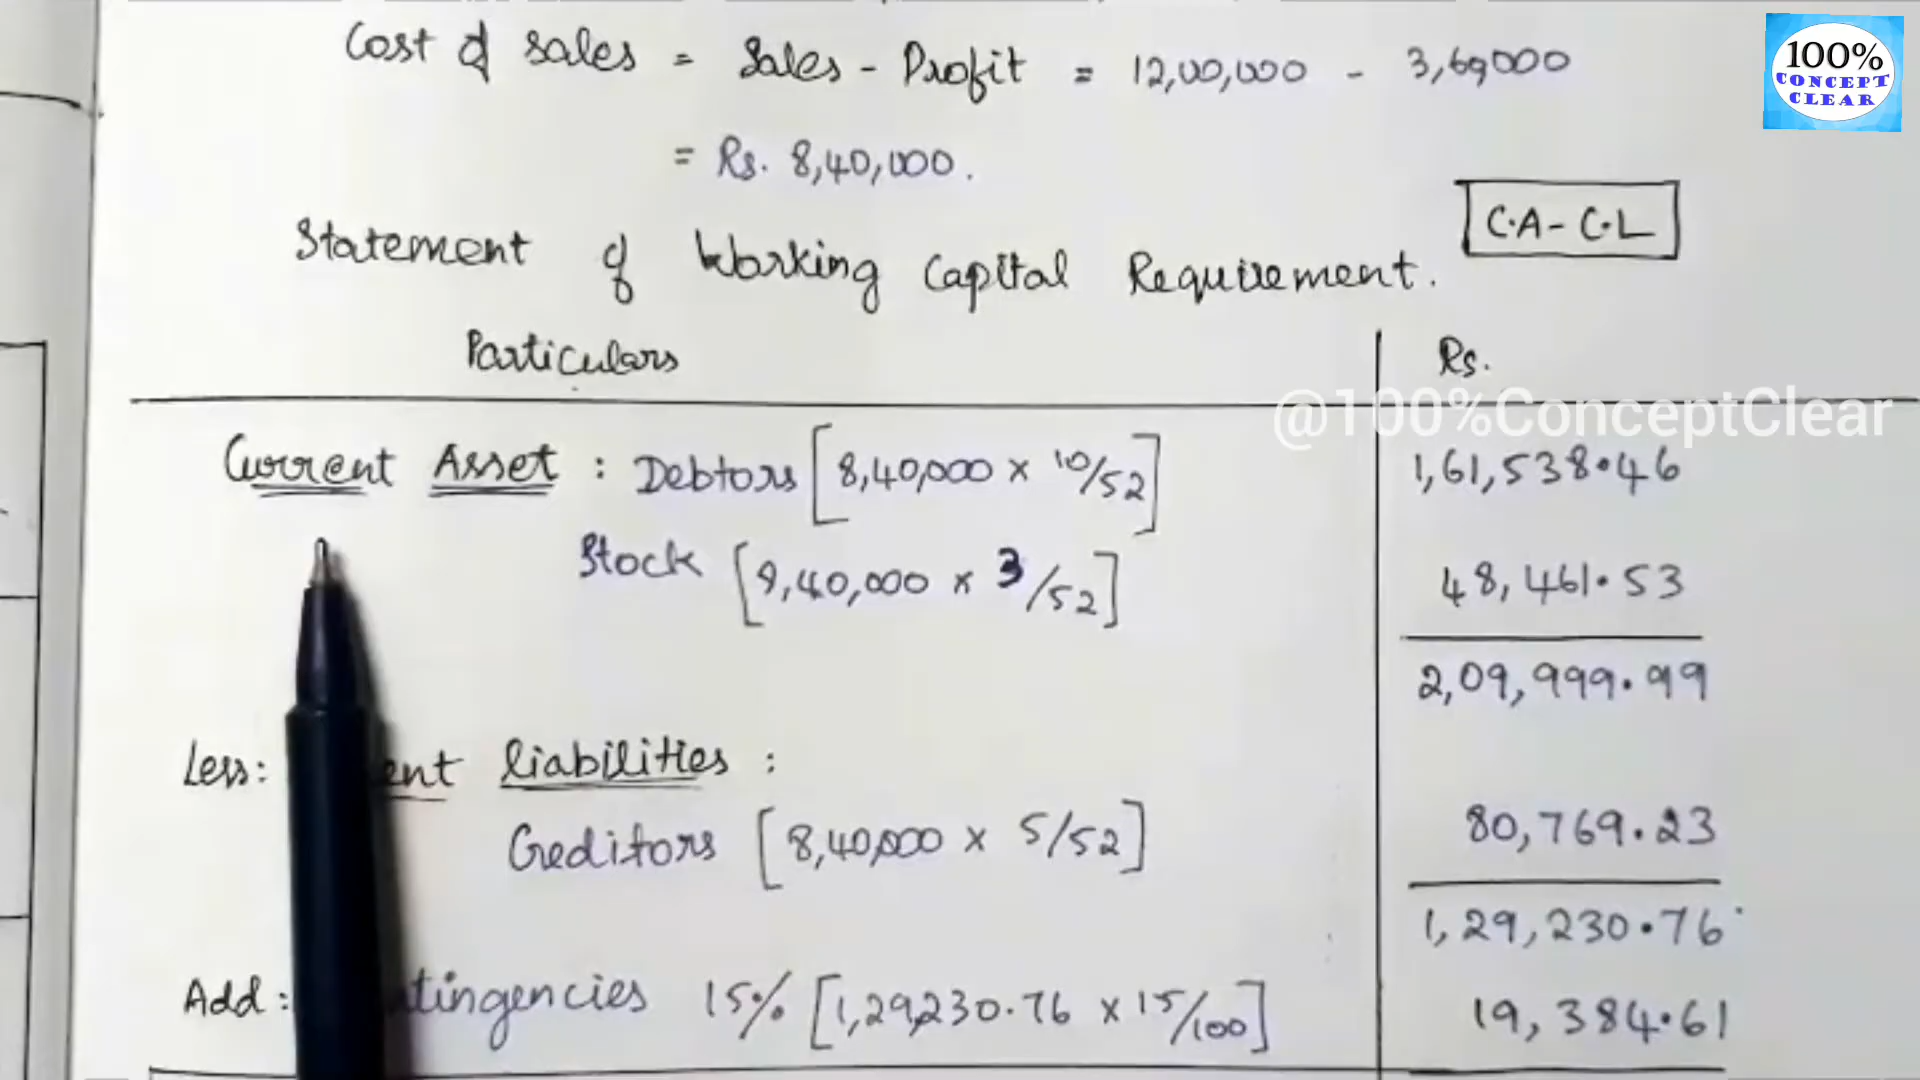 Cost of Sales = Sales - Profit = 12,00,000 - 3,60000
= Rs. 8,40,000.
100%
CONCEPT
CLEAR
C.A - C.L
Statement of Working Capital Requirement.
Particulars Rs.
@100%ConceptClear
Current Asset : Debtors [8,40,000 x 10/52] 1,61,538.46
Stock [8,40,000 x 3/52] 48,461.53
2,09,999.99
Less: ent liabilities :
Creditors [8,40,000 x 5/52] 80,769.23
1,29,230.76
Add: tingencies 15% [1,29,230.76 x 15/100] 19,384.61